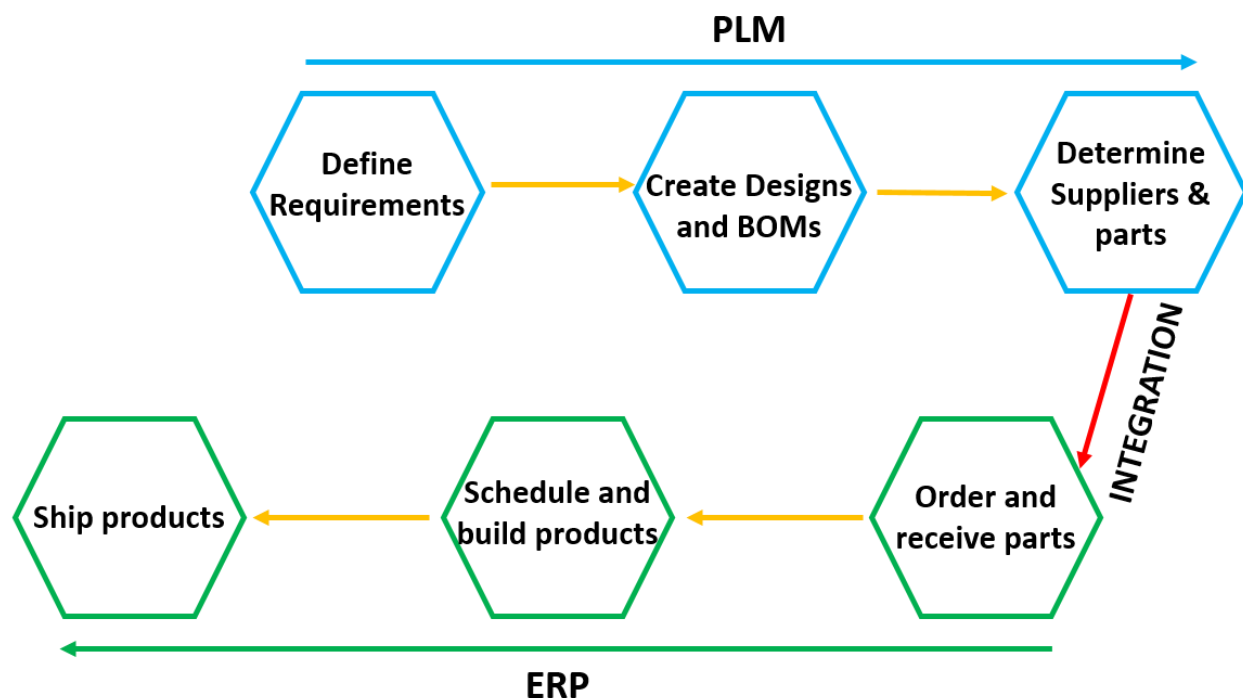 PLM
Define
Requirements
Create Designs
and BOMs
Determine
Suppliers &
parts
INTEGRATION
Order and
receive parts
Schedule and
build products
Ship products
ERP